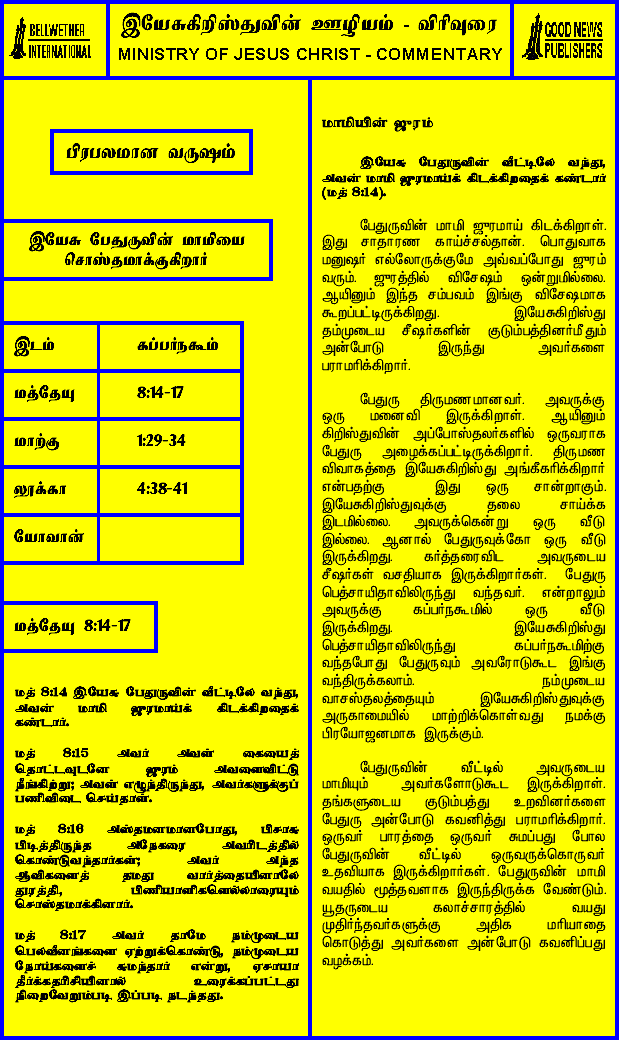 BELLWETHER
INTERNATIONAL
இயேசுகிறிஸ்துவின் ஊழியம் - விரிவுரை
MINISTRY OF JESUS CHRIST - COMMENTARY
GOOD NEWS
PUBLISHERS
பிரபலமான வருஷம்
இயேசு பேதுருவின் மாமியை
சொஸ்தமாக்குகிறார்
இடம் கப்பர்நகூம்
மத்தேயு 8:14-17
மாற்கு 1:29-34
லூக்கா 4:38-41
யோவான்
மத்தேயு 8:14-17
மத் 8:14 இயேசு பேதுருவின் வீட்டிலே வந்து,
அவன் மாமி ஜுரமாய்க் கிடக்கிறதைக்
கண்டார்.
மத் 8:15 அவர் அவள் கையைத்
தொட்டவுடனே ஜுரம் அவளைவிட்டு
நீங்கிற்று; அவள் எழுந்திருந்து, அவர்களுக்குப்
பணிவிடை செய்தாள்.
மத் 8:16 அஸ்தமனமானபோது, பிசாசு
பிடித்திருந்த அநேகரை அவரிடத்தில்
கொண்டுவந்தார்கள்; அவர் அந்த
ஆவிகளைத் தமது வார்த்தையினாலே
துரத்தி, பிணியாளிகளெல்லாரையும்
சொஸ்தமாக்கினார்.
மத் 8:17 அவர் தாமே நம்முடைய
பெலவீனங்களை ஏற்றுக்கொண்டு, நம்முடைய
நோய்களைச் சுமந்தார் என்று, ஏசாயா
தீர்க்கதரிசியினால் உரைக்கப்பட்டது
நிறைவேறும்படி இப்படி நடந்தது.
மாமியின் ஜுரம்
இயேசு பேதுருவின் வீட்டிலே வந்து,
அவன் மாமி ஜுரமாய்க் கிடக்கிறதைக் கண்டார்
(மத் 8:14).
பேதுருவின் மாமி ஜுரமாய் கிடக்கிறாள்.
இது சாதாரண காய்ச்சல்தான். பொதுவாக
மனுஷர் எல்லோருக்குமே அவ்வப்போது ஜுரம்
வரும். ஜுரத்தில் விசேஷம் ஒன்றுமில்லை.
ஆயினும் இந்த சம்பவம் இங்கு விசேஷமாக
கூறப்பட்டிருக்கிறது. இயேசுகிறிஸ்து
தம்முடைய சீஷர்களின் குடும்பத்தினர்மீதும்
அன்போடு இருந்து அவர்களை
பராமரிக்கிறார்.
பேதுரு திருமணமானவர். அவருக்கு
ஒரு மனைவி இருக்கிறாள். ஆயினும்
கிறிஸ்துவின் அப்போஸ்தலர்களில் ஒருவராக
பேதுரு அழைக்கப்பட்டிருக்கிறார். திருமண
விவாகத்தை இயேசுகிறிஸ்து அங்கீகரிக்கிறார்
என்பதற்கு இது ஒரு சான்றாகும்.
இயேசுகிறிஸ்துவுக்கு தலை சாய்க்க
இடமில்லை. அவருக்கென்று ஒரு வீடு
இல்லை. ஆனால் பேதுருவுக்கோ ஒரு வீடு
இருக்கிறது. கர்த்தரைவிட அவருடைய
சீஷர்கள் வசதியாக இருக்கிறார்கள். பேதுரு
பெத்சாயிதாவிலிருந்து வந்தவர். என்றாலும்
அவருக்கு கப்பர்நகூமில் ஒரு வீடு
இருக்கிறது. இயேசுகிறிஸ்து
பெத்சாயிதாவிலிருந்து கப்பர்நகூமிற்கு
வந்தபோது பேதுருவும் அவரோடுகூட இங்கு
வந்திருக்கலாம். நம்முடைய
வாசஸ்தலத்தையும் இயேசுகிறிஸ்துவுக்கு
அருகாமையில் மாற்றிக்கொள்வது நமக்கு
பிரயோஜனமாக இருக்கும்.
பேதுருவின் வீட்டில் அவருடைய
மாமியும் அவர்களோடுகூட இருக்கிறாள்.
தங்களுடைய குடும்பத்து உறவினர்களை
பேதுரு அன்போடு கவனித்து பராமரிக்கிறார்.
ஒருவர் பாரத்தை ஒருவர் சுமப்பது போல
பேதுருவின் வீட்டில் ஒருவருக்கொருவர்
உதவியாக இருக்கிறார்கள். பேதுருவின் மாமி
வயதில் மூத்தவளாக இருந்திருக்க வேண்டும்.
யூதருடைய கலாச்சாரத்தில் வயது
முதிர்ந்தவர்களுக்கு அதிக மரியாதை
கொடுத்து அவர்களை அன்போடு கவனிப்பது
வழக்கம்.